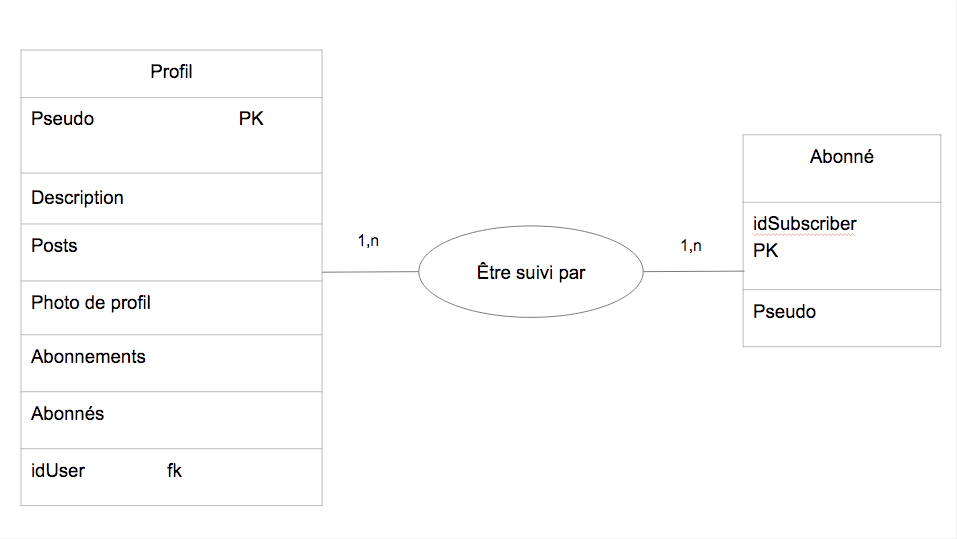 Profil
Pseudo PK
Description
Posts
Photo de profil
Abonnements
Abonnés
idUser fk
1,n
Être suivi par
1,n
Abonné
idSubscriber
PK
Pseudo